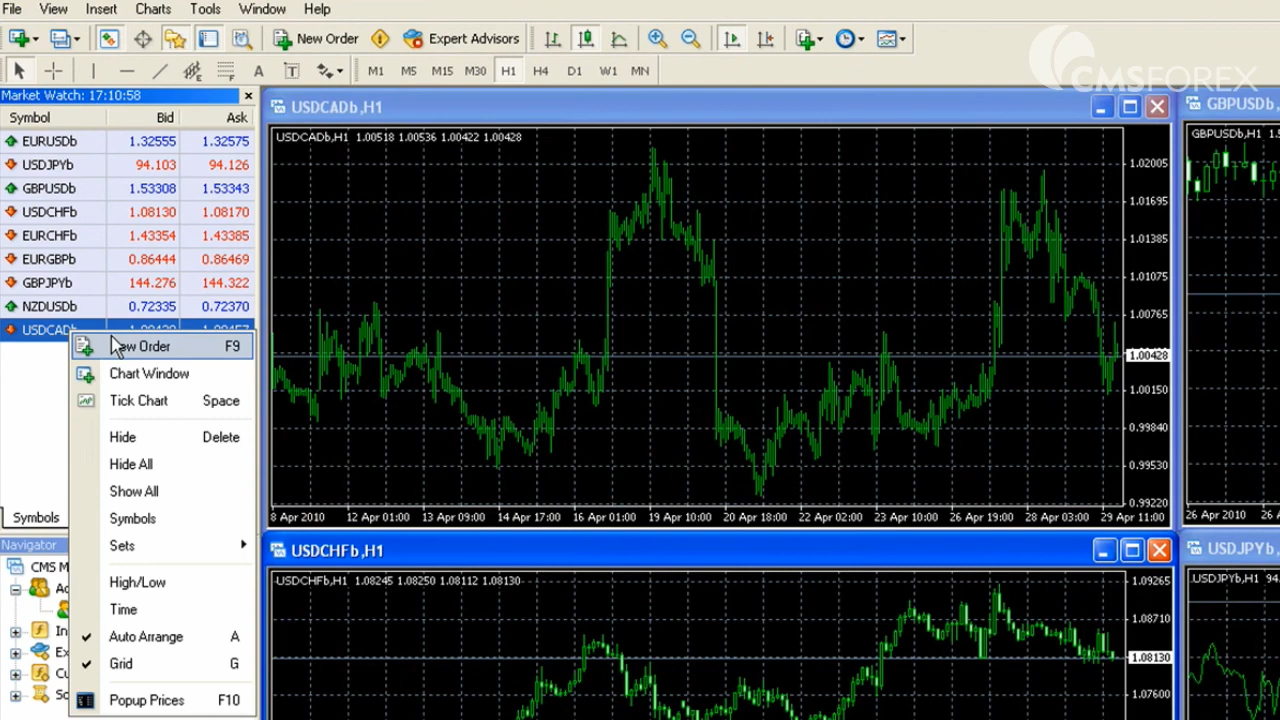 File View Insert Charts Tools Window Help
New Order Expert Advisors
CMSFOREX
A T M1 M5 M15 M30 H1 H4 D1 W1 MN
Market Watch: 17:10:58
Symbol Bid Ask
EURUSDb 1.32555 1.32575
USDJPYb 94.103 94.126
GBPUSDb 1.53308 1.53343
USDCHFb 1.08130 1.08170
EURCHFb 1.43354 1.43385
EURGBPb 0.86444 0.86469
GBPJPYb 144.276 144.322
NZDUSDb 0.72335 0.72370
USDCADb
New Order F9
Chart Window
Tick Chart Space
Hide Delete
Hide All
Show All
Symbols
Sets
High/Low
Time
Auto Arrange A
Grid G
Popup Prices F10
Symbols
Navigator
CMS M
USDCADb,H1
USDCADb,H1 1.00518 1.00536 1.00422 1.00428
1.02005
1.01695
1.01385
1.01075
1.00765
1.00428
1.00150
0.99840
0.99530
0.99220
8 Apr 2010 12 Apr 01:00 13 Apr 09:00 14 Apr 17:00 16 Apr 01:00 19 Apr 10:00 20 Apr 18:00 22 Apr 02:00 23 Apr 10:00 26 Apr 19:00 28 Apr 03:00 29 Apr 11:00
USDCHFb,H1
USDCHFb,H1 1.08245 1.08250 1.08112 1.08130
1.09265
1.08710
1.08130
1.07600
GBPUSDb,
GBPUSDb,H1
26 Apr 2010 26
USDJPYb,
USDJPYb,H1 94.